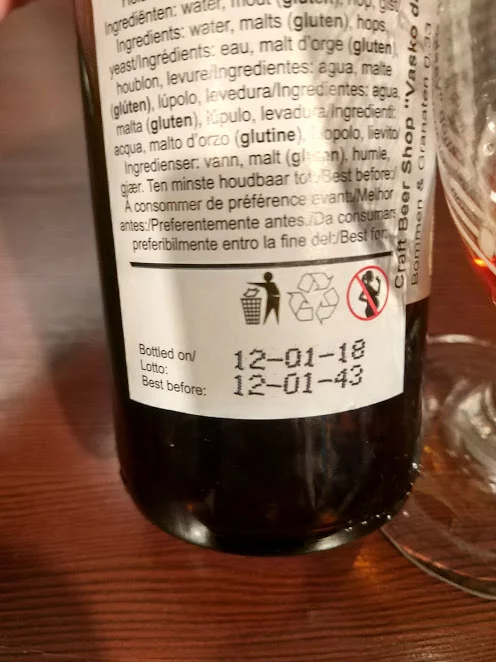 Ingrediënten: water, mout (gluten), hop, gist/
Ingredients: water, malts (gluten), hops,
yeast/Ingrédients: eau, malt d'orge (gluten),
houblon, levure/Ingredientes: agua, malte
(glúten), lúpulo, levedura/Ingredientes: agua,
malta (gluten), lúpulo, levadura/Ingredienti:
acqua, malto d'orzo (glutine), luppolo, lievito/
Ingredienser: vann, malt (gluten), humle,
gjær. Ten minste houdbaar tot:/Best before:/
À consommer de préférence avant:/Melhor
antes:/Preferentemente antes:/Da consumarsi
preferibilmente entro la fine del:/Best før:
Bottled on/
Lotto: 12-01-18
Best before: 12-01-43
Craft Beer Shop "Vasko d
Bommen & Granaten 0,33